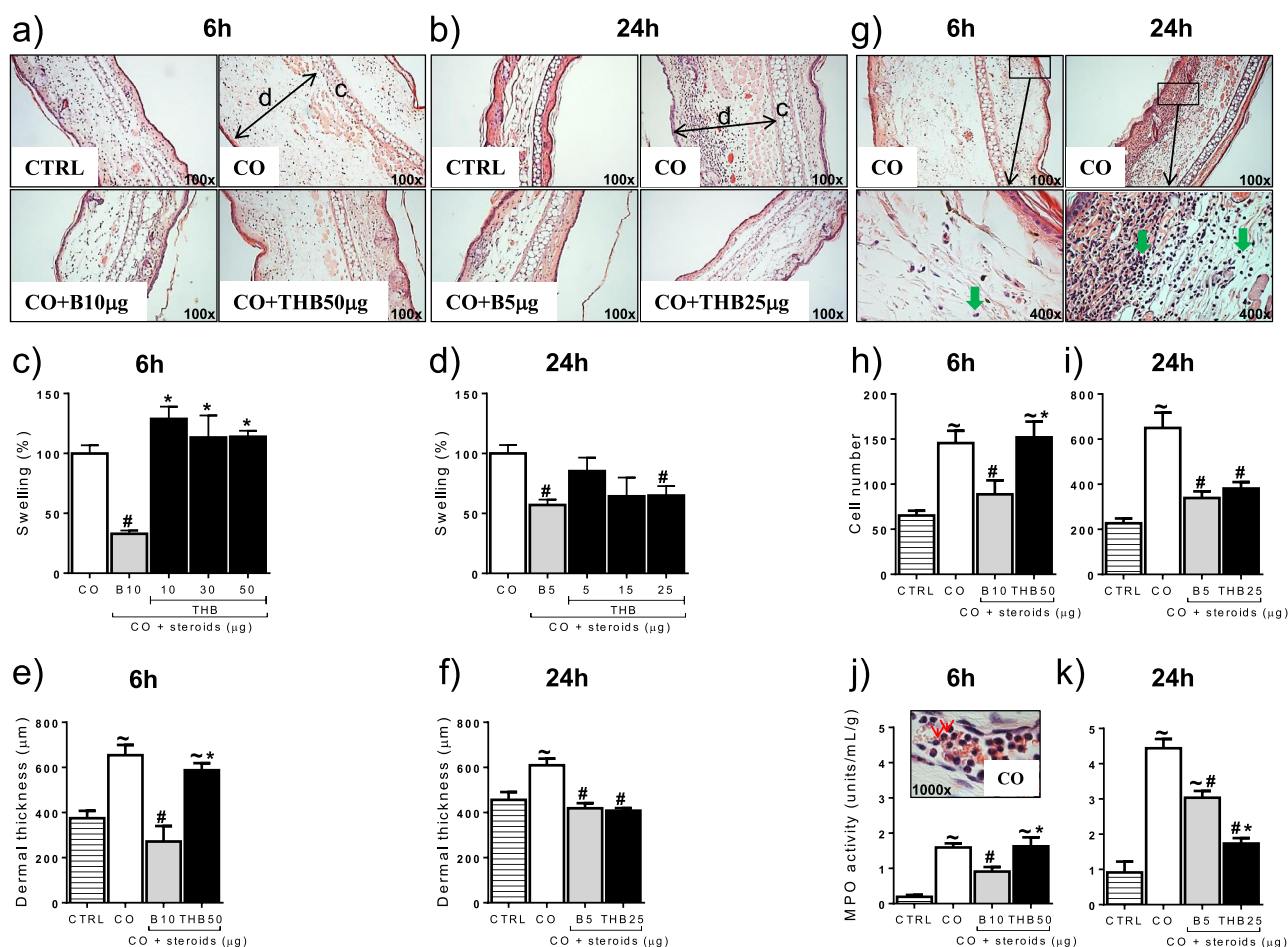 a) 6h
d c
CTRL 100x
CO 100x
CO+B10µg 100x
CO+THB50µg 100x
b) 24h
d c
CTRL 100x
CO 100x
CO+B5µg 100x
CO+THB25µg 100x
g) 6h 24h
CO 100x
CO 100x
400x
400x
c) 6h
Swelling (%)
150
100
50
0
* * *
#
CO B10 10 30 50
THB
CO + steroids (µg)
d) 24h
Swelling (%)
150
100
50
0
# #
CO B5 5 15 25
THB
CO + steroids (µg)
h) 6h
Cell number
200
150
100
50
0
~ # ~*
CTRL CO B10 THB50
CO + steroids (µg)
i) 24h
800
600
400
200
0
~ # #
CTRL CO B5 THB25
CO + steroids (µg)
e) 6h
Dermal thickness (µm)
800
600
400
200
0
~ # ~*
CTRL CO B10 THB50
CO + steroids (µg)
f) 24h
Dermal thickness (µm)
800
600
400
200
0
~ # #
CTRL CO B5 THB25
CO + steroids (µg)
j) 6h
MPO activity (units/mL/g)
5
4
3
2
1
0
CO
1000x
~ # ~*
CTRL CO B10 THB50
CO + steroids (µg)
k) 24h
5
4
3
2
1
0
~ ~# #*
CTRL CO B5 THB25
CO + steroids (µg)